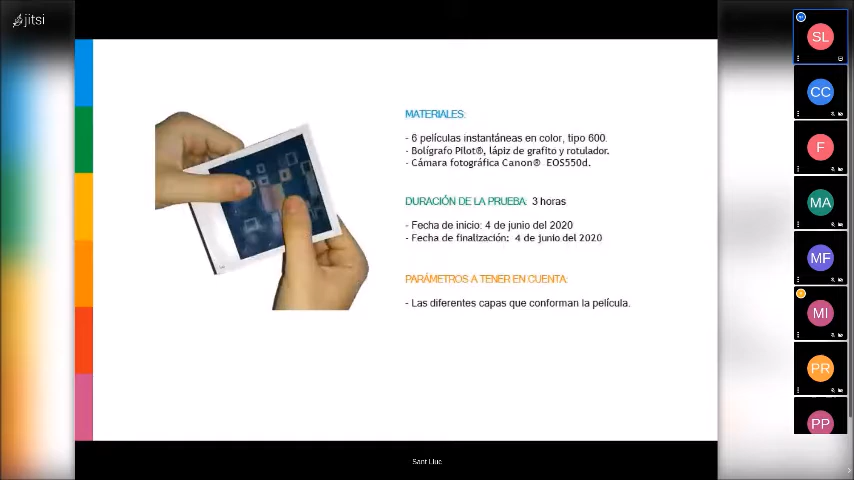 jitsi
MATERIALES:
- 6 películas instantáneas en color, tipo 600.
- Bolígrafo Pilot®, lápiz de grafito y rotulador.
- Cámara fotográfica Canon® EOS550d.
DURACIÓN DE LA PRUEBA: 3 horas
- Fecha de inicio: 4 de junio del 2020
- Fecha de finalización: 4 de junio del 2020
PARÁMETROS A TENER EN CUENTA:
- Las diferentes capas que conforman la película.
SL
CC
F
MA
MF
MI
PR
PP
Sant Lluc